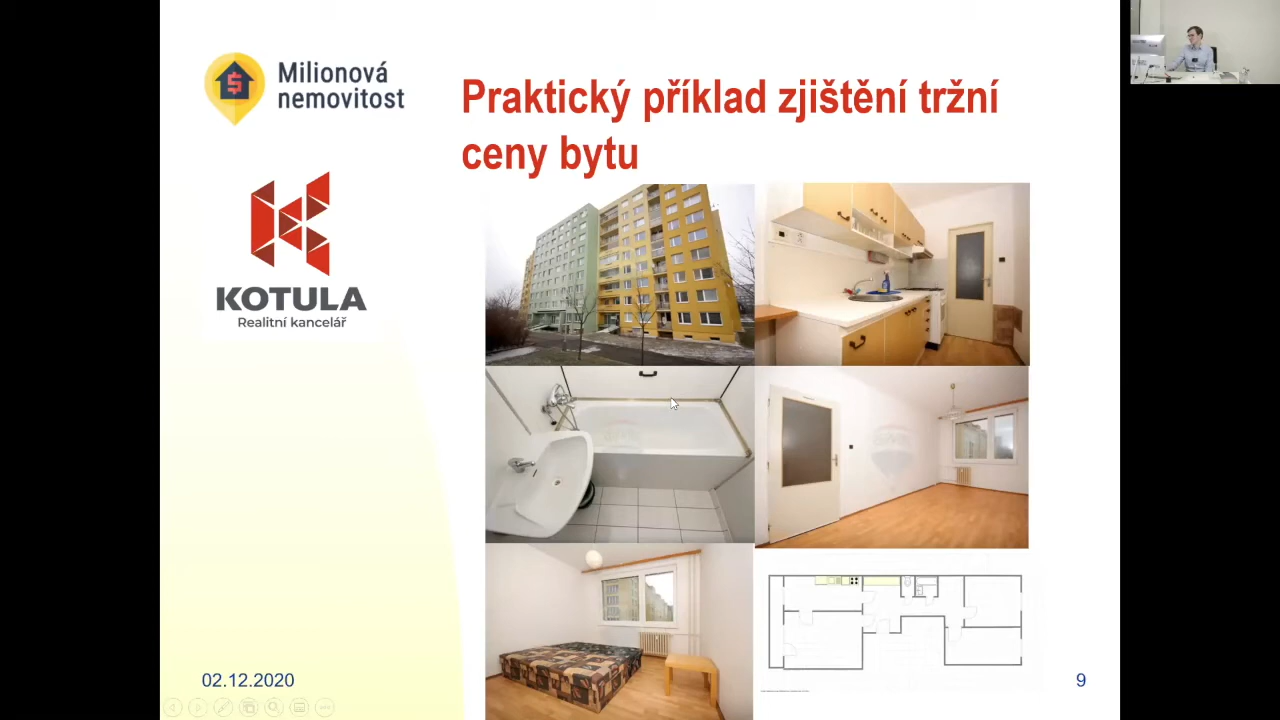 Milionová
nemovitost
Praktický příklad zjištění tržní
ceny bytu
KOTULA
Realitní kancelář
02.12.2020
9